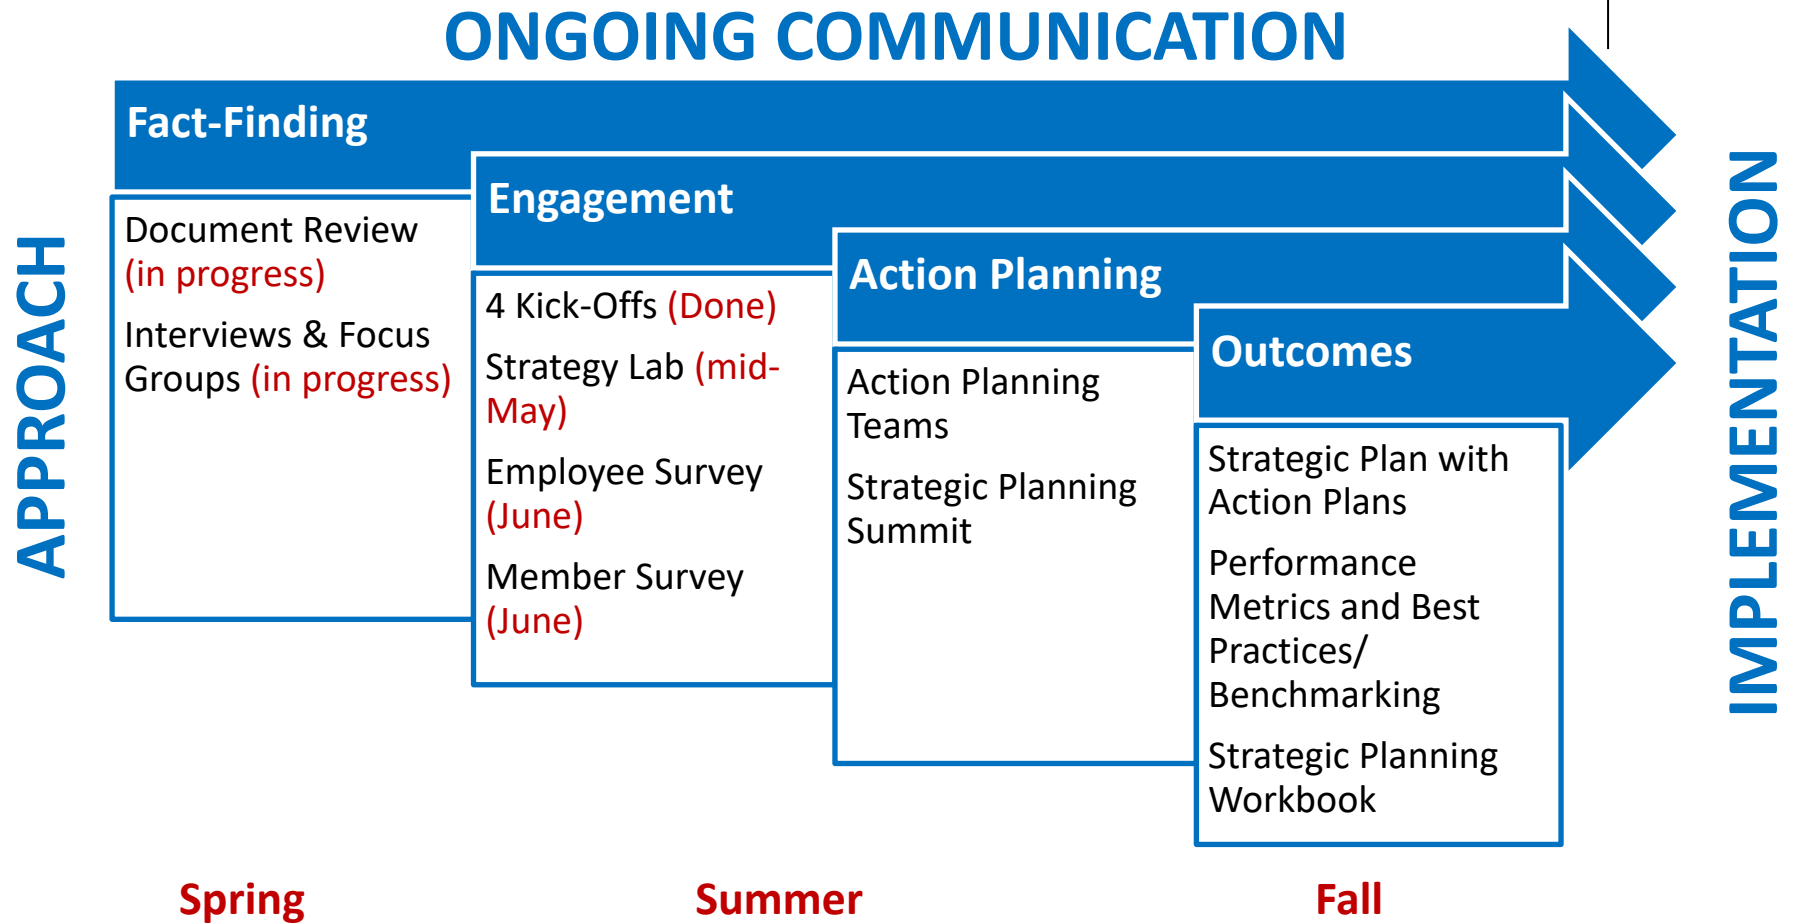 ONGOING COMMUNICATION
APPROACH
Fact-Finding
Document Review
(in progress)
Interviews & Focus
Groups (in progress)
Engagement
4 Kick-Offs (Done)
Strategy Lab (mid-
May)
Employee Survey
(June)
Member Survey
(June)
Action Planning
Action Planning
Teams
Strategic Planning
Summit
Outcomes
Strategic Plan with
Action Plans
Performance
Metrics and Best
Practices/
Benchmarking
Strategic Planning
Workbook
IMPLEMENTATION
Spring
Summer
Fall